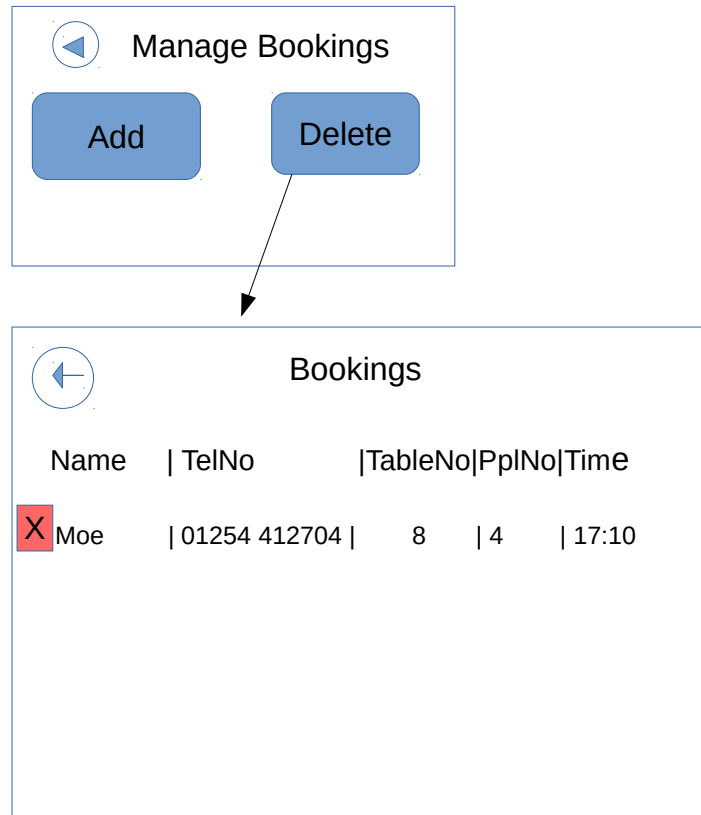 Manage Bookings
Add Delete
Bookings
Name | TelNo |TableNo|PplNo|Time
X Moe | 01254 412704 | 8 | 4 | 17:10